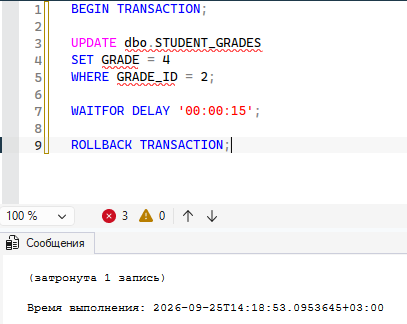 1 BEGIN TRANSACTION;
2
3 UPDATE dbo.STUDENT_GRADES
4 SET GRADE = 4
5 WHERE GRADE_ID = 2;
6
7 WAITFOR DELAY '00:00:15';
8
9 ROLLBACK TRANSACTION;
100 % 3 0
Сообщения
(затронута 1 запись)
Время выполнения: 2026-09-25T14:18:53.0953645+03:00